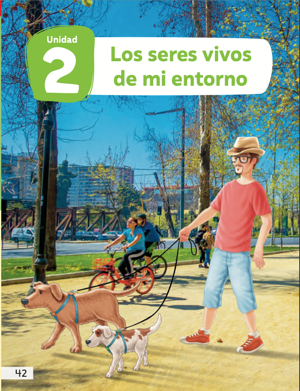 Unidad
2
Los seres vivos
de mi entorno
42